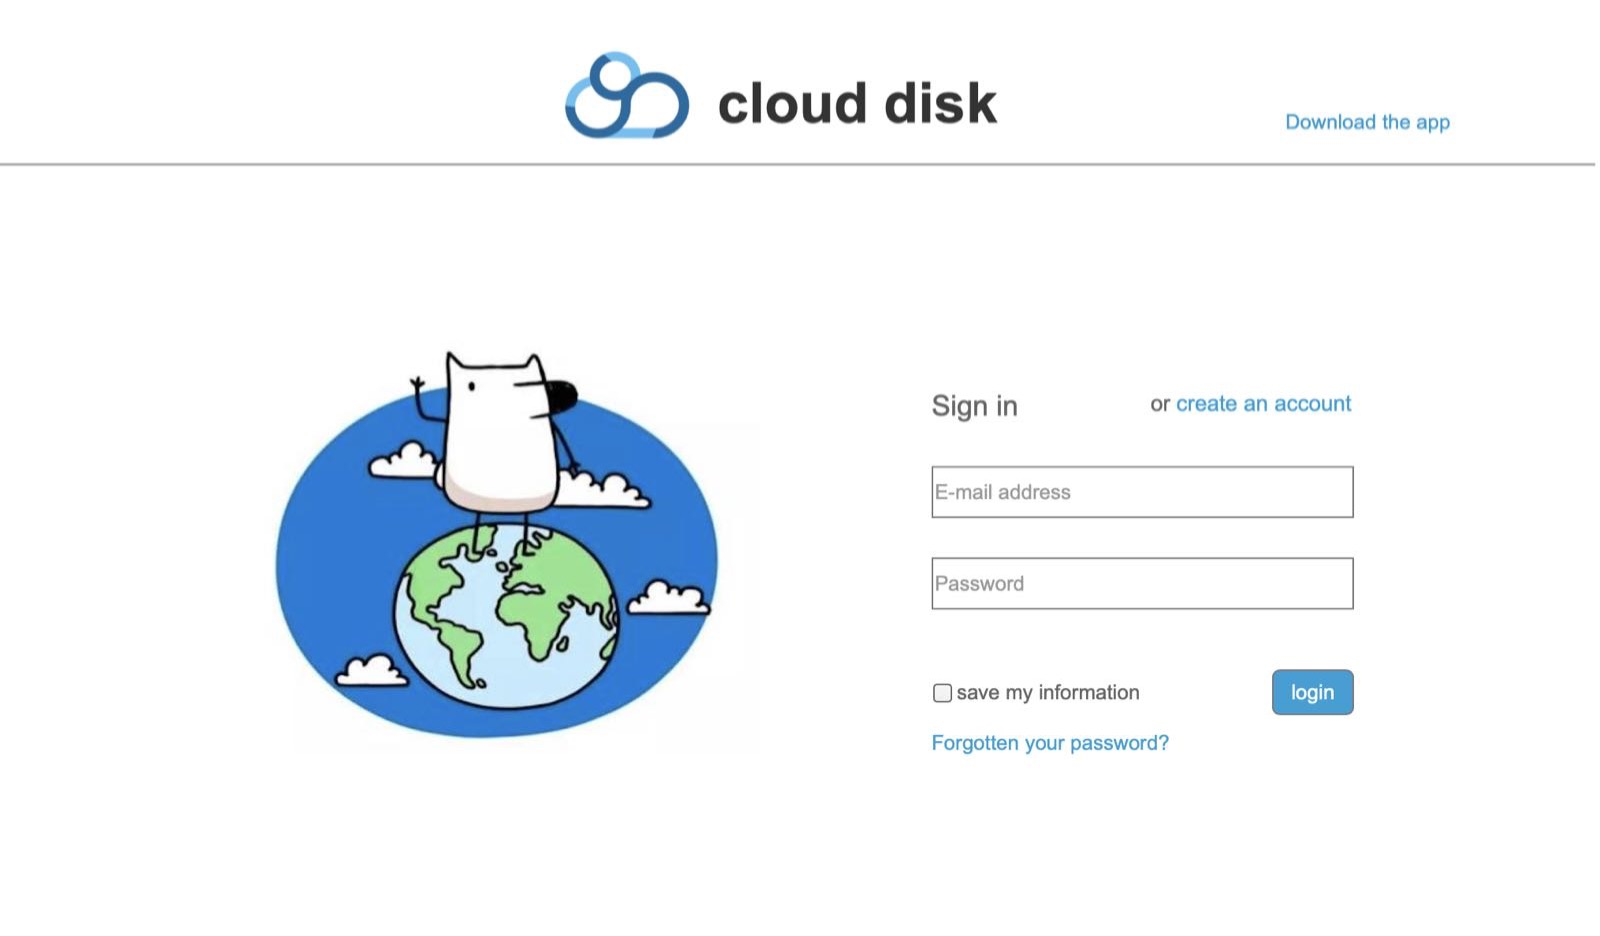 cloud disk
Download the app
Sign in
or create an account
E-mail address
Password
save my information
login
Forgotten your password?